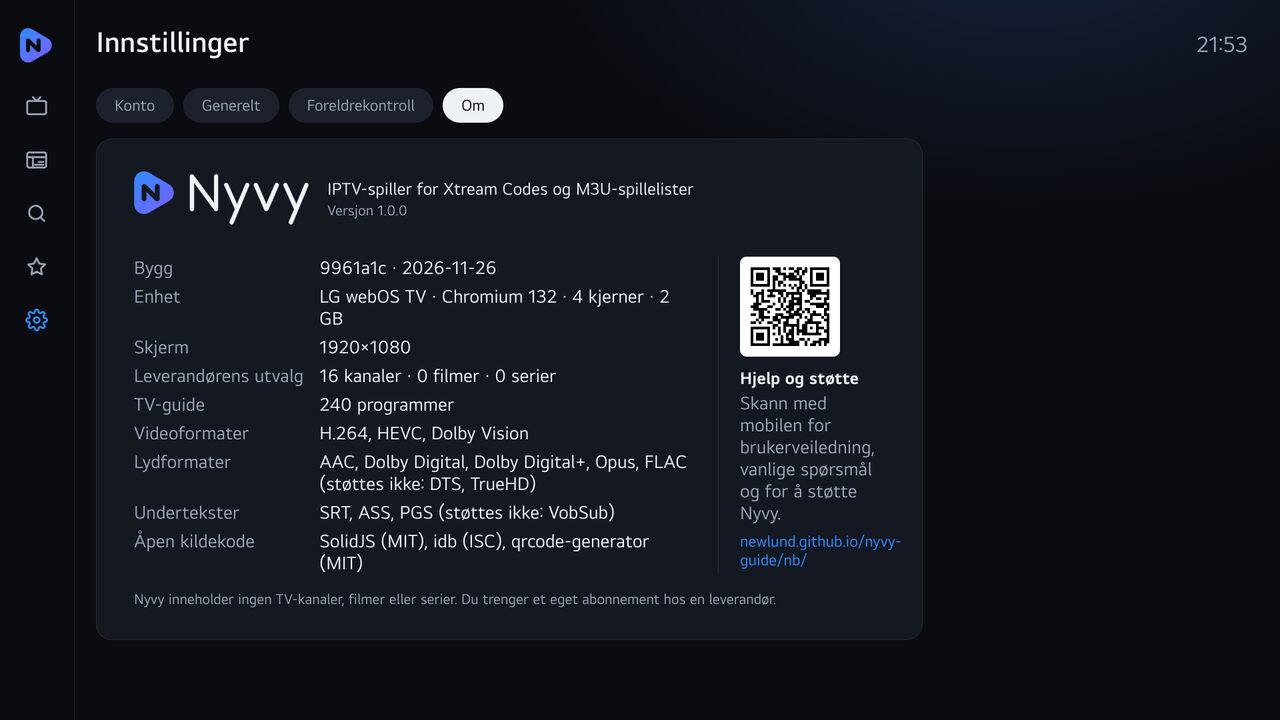 Innstillinger
21:53
Konto
Generelt
Foreldrekontroll
Om
N Nyvy
IPTV-spiller for Xtream Codes og M3U-spillelister
Versjon 1.0.0
Bygg
9961a1c · 2026-11-26
Enhet
LG webOS TV · Chromium 132 · 4 kjerner · 2
GB
Skjerm
1920×1080
Leverandørens utvalg
16 kanaler · 0 filmer · 0 serier
TV-guide
240 programmer
Videoformater
H.264, HEVC, Dolby Vision
Lydformater
AAC, Dolby Digital, Dolby Digital+, Opus, FLAC
(støttes ikke: DTS, TrueHD)
Undertekster
SRT, ASS, PGS (støttes ikke: VobSub)
Åpen kildekode
SolidJS (MIT), idb (ISC), qrcode-generator
(MIT)
Hjelp og støtte
Skann med
mobilen for
brukerveiledning,
vanlige spørsmål
og for å støtte
Nyvy.
newlund.github.io/nyvy-
guide/nb/
Nyvy inneholder ingen TV-kanaler, filmer eller serier. Du trenger et eget abonnement hos en leverandør.